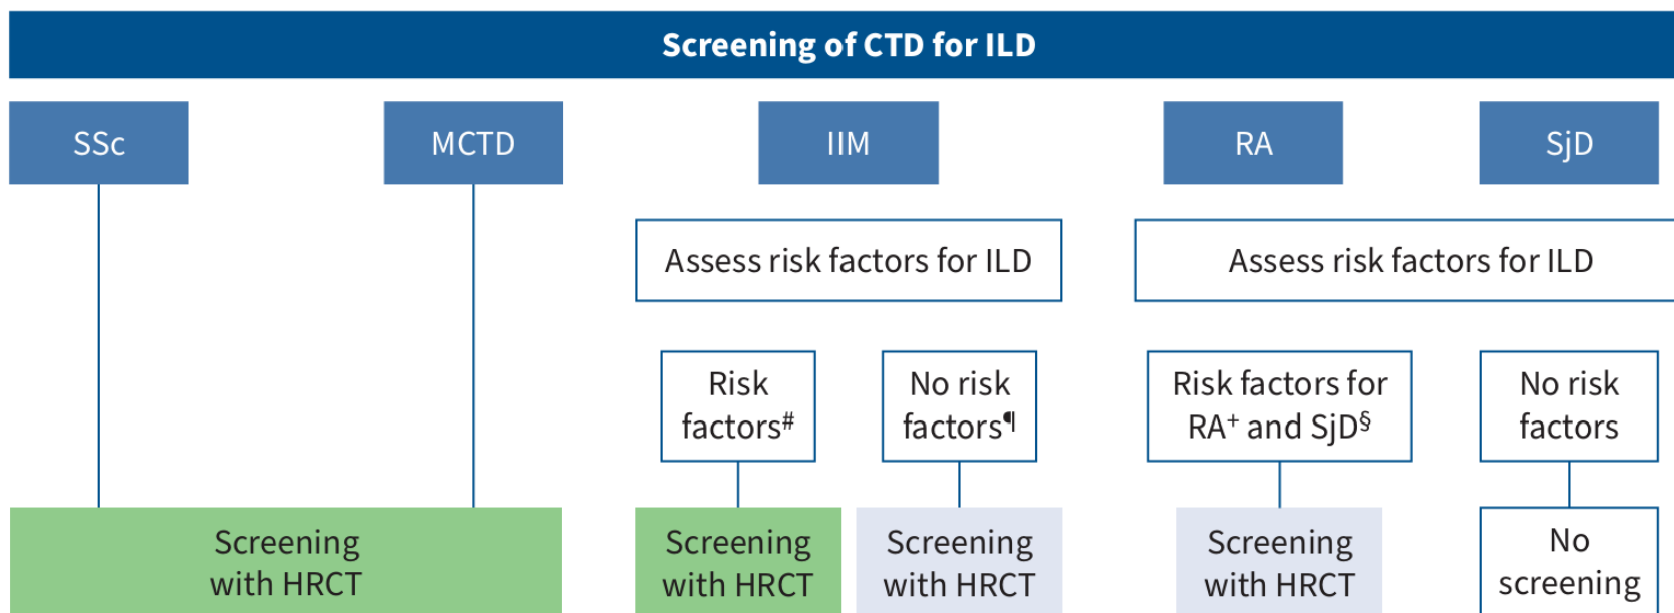 Screening of CTD for ILD
SSc
MCTD
IIM
RA
SjD
Assess risk factors for ILD
Assess risk factors for ILD
Risk
factors#
No risk
factors¶
Risk factors for
RA+ and SjD§
No risk
factors
Screening
with HRCT
Screening
with HRCT
Screening
with HRCT
Screening
with HRCT
No
screening